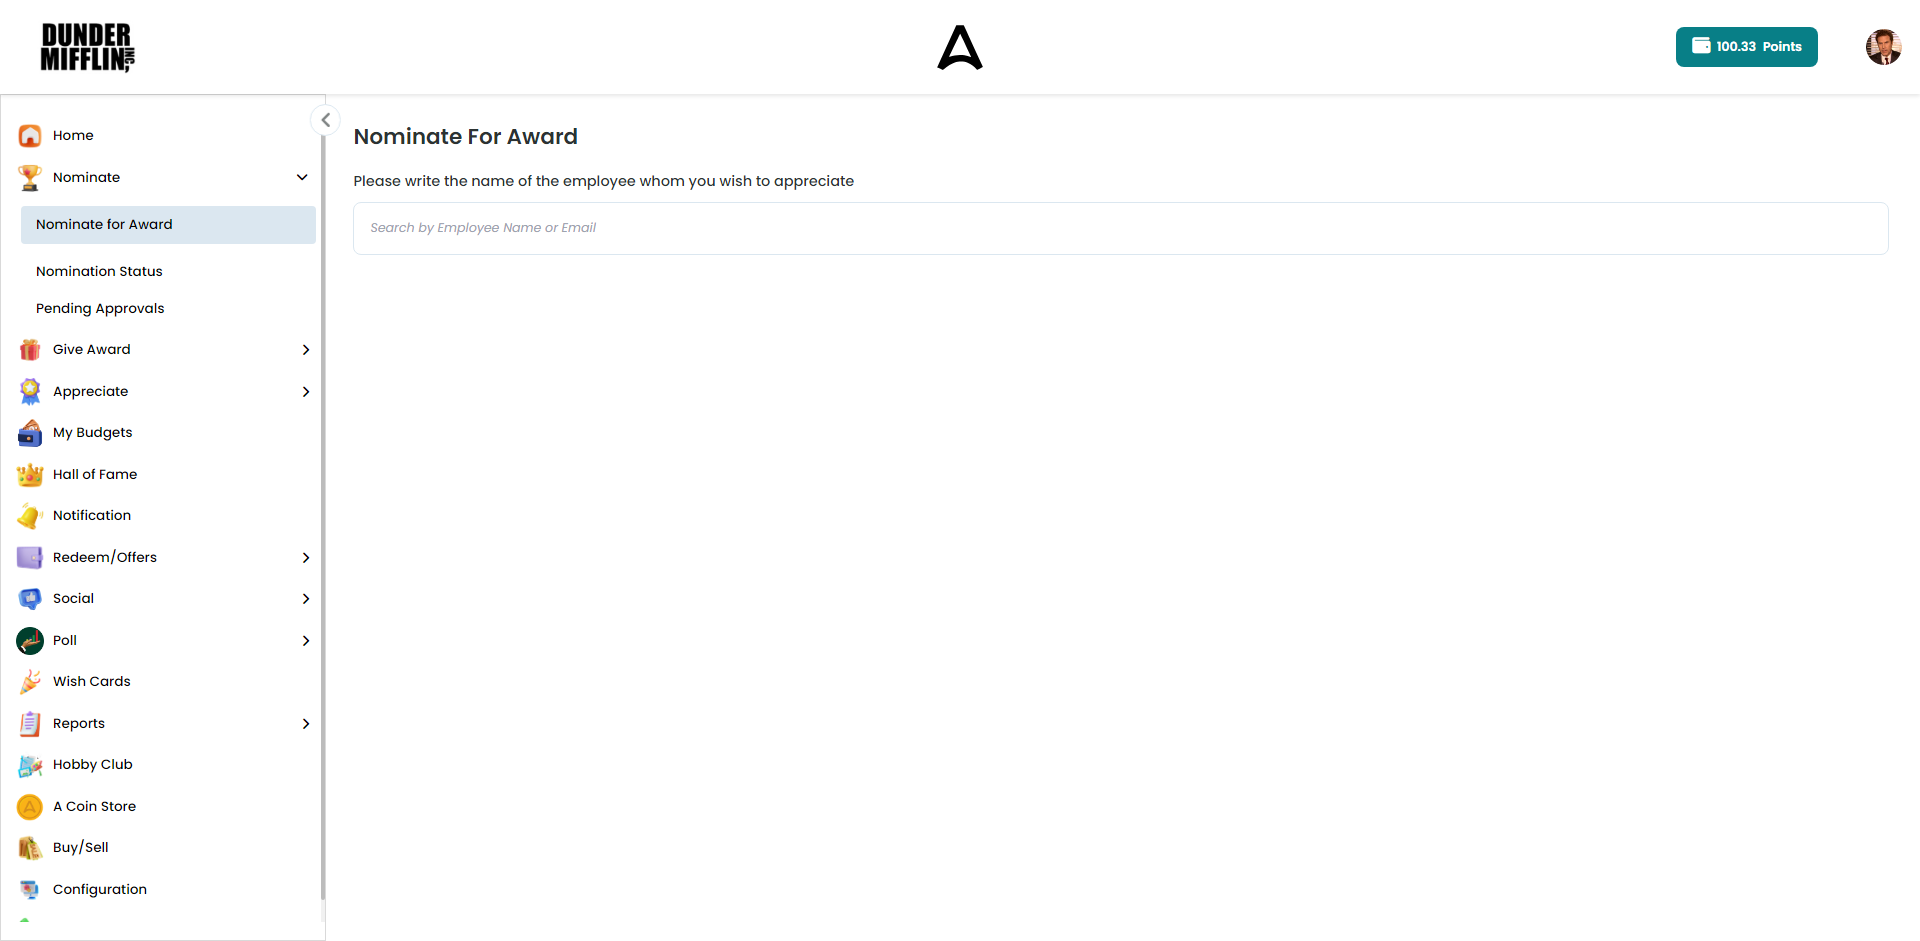 DUNDER
MIFFLIN INC,
100.33 Points
Home
Nominate
Nominate for Award
Nomination Status
Pending Approvals
Give Award
Appreciate
My Budgets
Hall of Fame
Notification
Redeem/Offers
Social
Poll
Wish Cards
Reports
Hobby Club
A Coin Store
Buy/Sell
Configuration
Nominate For Award
Please write the name of the employee whom you wish to appreciate
Search by Employee Name or Email